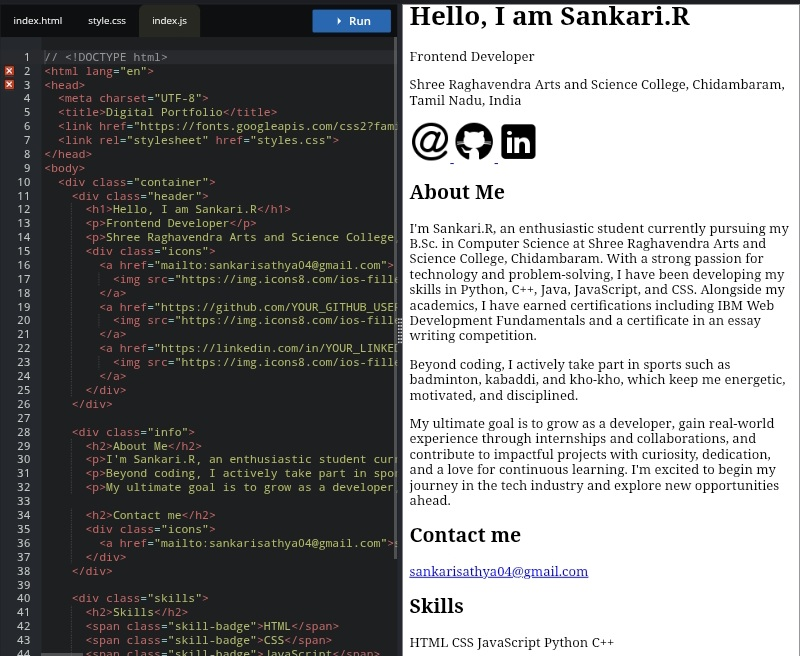 index.html
style.css
index.js
Run
1 // <!DOCTYPE html>
2 <html lang="en">
3 <head>
4 <meta charset="UTF-8">
5 <title>Digital Portfolio</title>
6 <link href="https://fonts.googleapis.com/css2?fam
7 <link rel="stylesheet" href="styles.css">
8 </head>
9 <body>
10 <div class="container">
11 <div class="header">
12 <h1>Hello, I am Sankari.R</h1>
13 <p>Frontend Developer</p>
14 <p>Shree Raghavendra Arts and Science College,
15 <div class="icons">
16 <a href="mailto:sankarisathya04@gmail.com">
17 <img src="https://img.icons8.com/ios-fille
18 </a>
19 <a href="https://github.com/YOUR_GITHUB_USER
20 <img src="https://img.icons8.com/ios-fille
21 </a>
22 <a href="https://linkedin.com/in/YOUR_LINKED
23 <img src="https://img.icons8.com/ios-fille
24 </a>
25 </div>
26 </div>
27
28 <div class="info">
29 <h2>About Me</h2>
30 <p>I'm Sankari.R, an enthusiastic student curr
31 <p>Beyond coding, I actively take part in spor
32 <p>My ultimate goal is to grow as a developer,
33
34 <h2>Contact me</h2>
35 <div class="icons">
36 <a href="mailto:sankarisathya04@gmail.com">s
37 </div>
38 </div>
39
40 <div class="skills">
41 <h2>Skills</h2>
42 <span class="skill-badge">HTML</span>
43 <span class="skill-badge">CSS</span>
44 <span class="skill-badge">JavaScript</span>
Hello, I am Sankari.R
Frontend Developer
Shree Raghavendra Arts and Science College, Chidambaram,
Tamil Nadu, India
@ in
About Me
I'm Sankari.R, an enthusiastic student currently pursuing my
B.Sc. in Computer Science at Shree Raghavendra Arts and
Science College, Chidambaram. With a strong passion for
technology and problem-solving, I have been developing my
skills in Python, C++, Java, JavaScript, and CSS. Alongside my
academics, I have earned certifications including IBM Web
Development Fundamentals and a certificate in an essay
writing competition.
Beyond coding, I actively take part in sports such as
badminton, kabaddi, and kho-kho, which keep me energetic,
motivated, and disciplined.
My ultimate goal is to grow as a developer, gain real-world
experience through internships and collaborations, and
contribute to impactful projects with curiosity, dedication,
and a love for continuous learning. I'm excited to begin my
journey in the tech industry and explore new opportunities
ahead.
Contact me
sankarisathya04@gmail.com
Skills
HTML CSS JavaScript Python C++